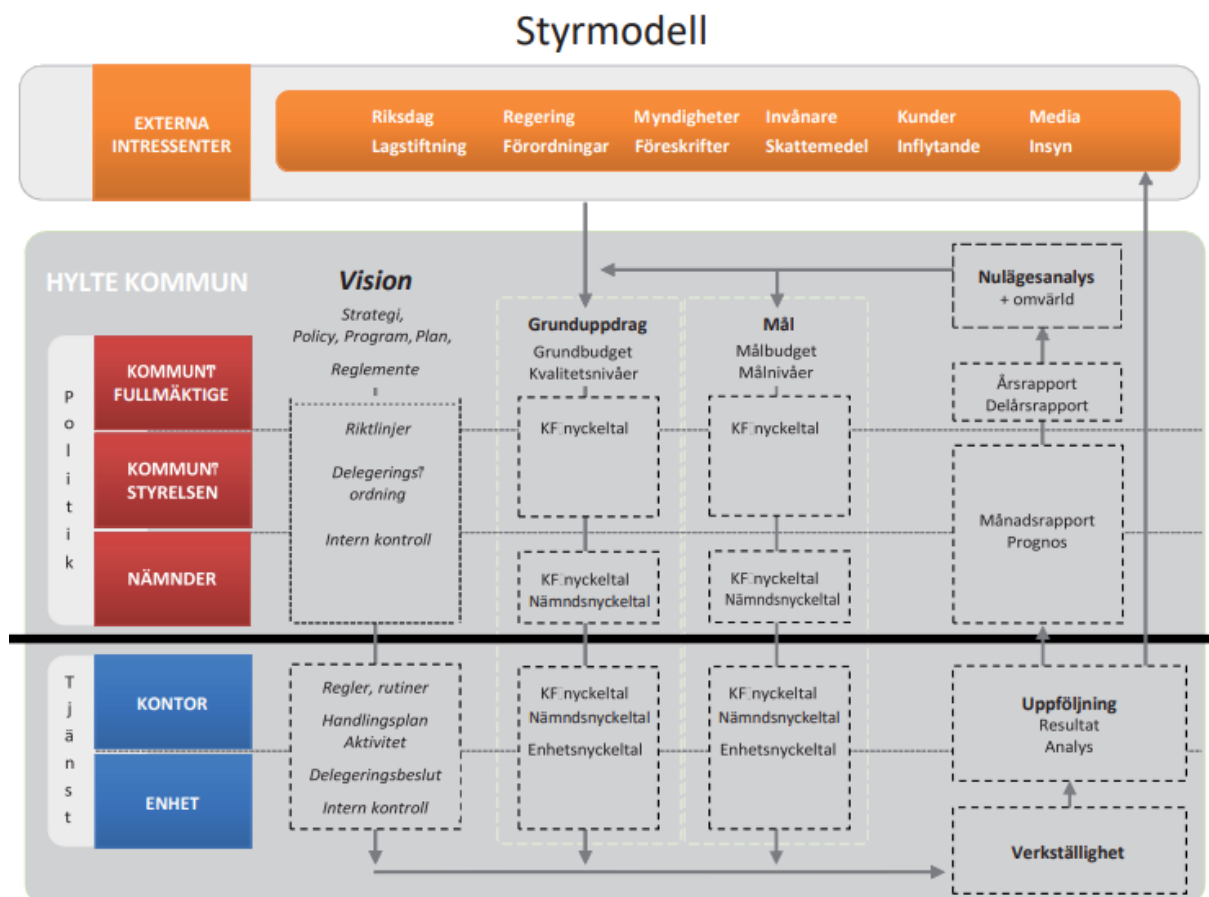 Styrmodell
EXTERNA
INTRESSENTER
Riksdag Regering Myndigheter Invånare Kunder Media
Lagstiftning Förordningar Föreskrifter Skattemedel Inflytande Insyn
HYLTE KOMMUN
Vision
Strategi,
Policy, Program, Plan,
Reglemente
Grunduppdrag
Grundbudget
Kvalitetsnivåer
Mål
Målbudget
Målnivåer
Nulägesanalys
+ omvärld
Politik
KOMMUN⸮
FULLMÄKTIGE
Riktlinjer
KF▯nyckeltal
KF▯nyckeltal
Årsrapport
Delårsrapport
KOMMUN⸮
STYRELSEN
Delegerings⸮
ordning
Intern kontroll
Månadsrapport
Prognos
NÄMNDER
KF▯nyckeltal
Nämndsnyckeltal
KF▯nyckeltal
Nämndsnyckeltal
Tjänst
KONTOR
Regler, rutiner
Handlingsplan
Aktivitet
Delegeringsbeslut
Intern kontroll
KF▯nyckeltal
Nämndsnyckeltal
Enhetsnyckeltal
KF▯nyckeltal
Nämndsnyckeltal
Enhetsnyckeltal
Uppföljning
Resultat
Analys
ENHET
Verkställighet